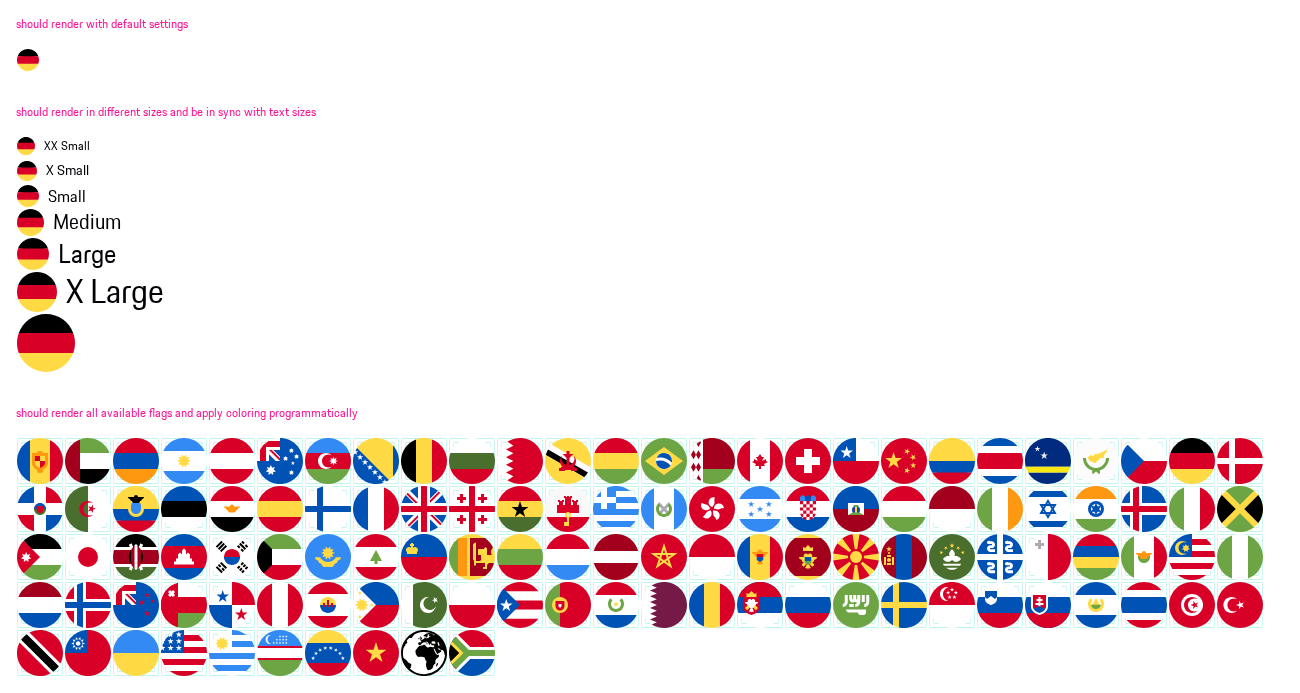 should render with default settings
should render in different sizes and be in sync with text sizes
XX Small
X Small
Small
Medium
Large
X Large
should render all available flags and apply coloring programmatically